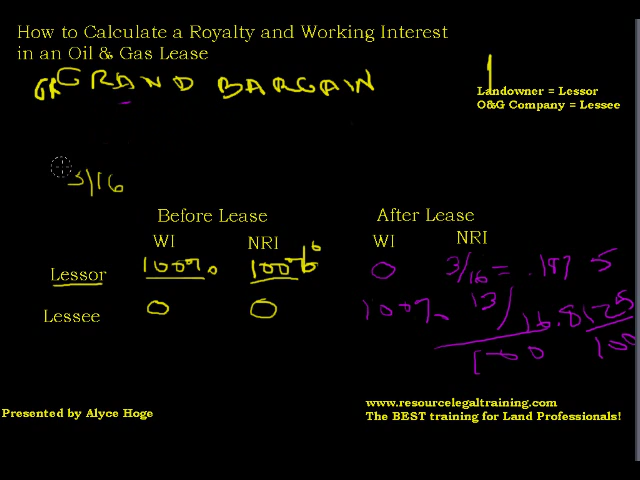 How to Calculate a Royalty and Working Interest
in an Oil & Gas Lease
GRAND BARGAIN
Landowner = Lessor
O&G Company = Lessee
3/16
Before Lease After Lease
WI NRI WI NRI
Lessor 100% 100% 0 3/16 = .1875
Lessee 0 0 100% 13/16 .8125
100 100
www.resourcelegaltraining.com
Presented by Alyce Hoge The BEST training for Land Professionals!